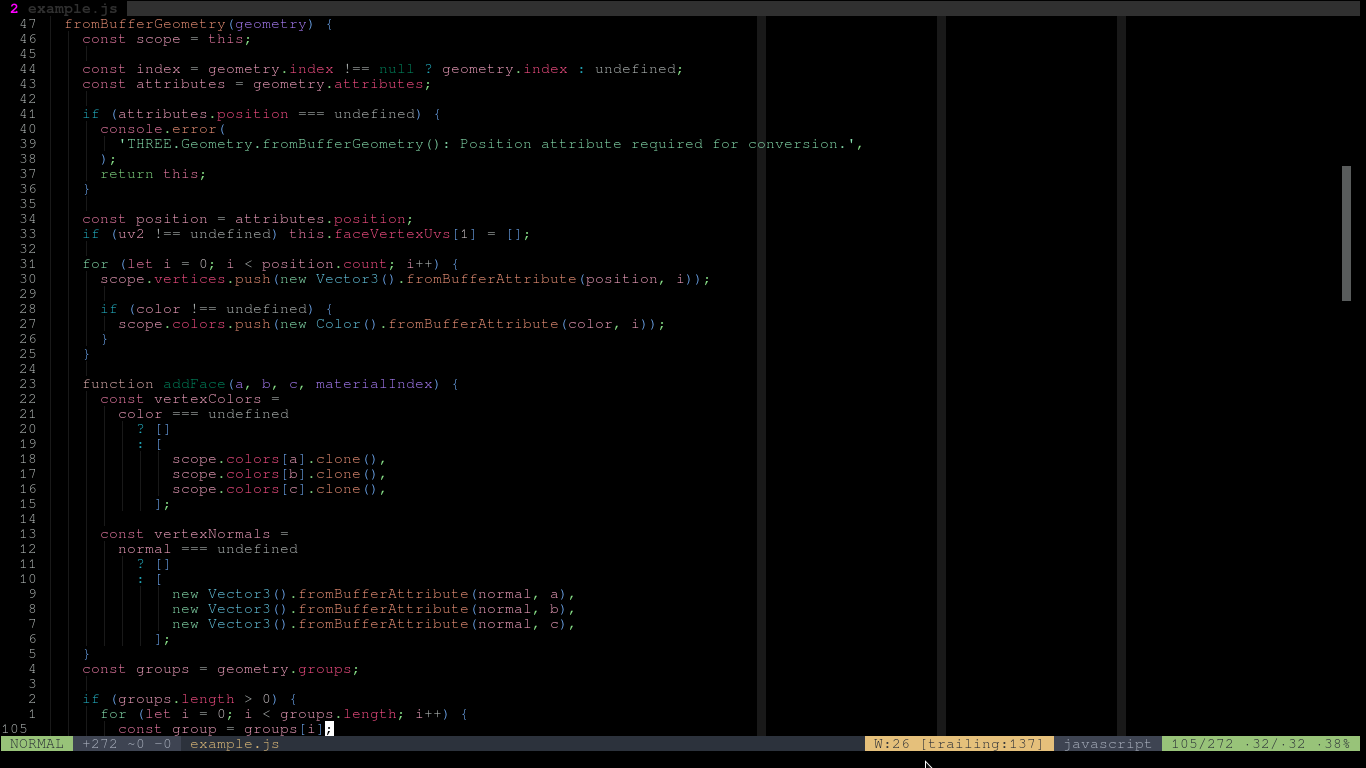 2 example.js
47 fromBufferGeometry(geometry) {
46 const scope = this;
45
44 const index = geometry.index !== null ? geometry.index : undefined;
43 const attributes = geometry.attributes;
42
41 if (attributes.position === undefined) {
40 console.error(
39 'THREE.Geometry.fromBufferGeometry(): Position attribute required for conversion.',
38 );
37 return this;
36 }
35
34 const position = attributes.position;
33 if (uv2 !== undefined) this.faceVertexUvs[1] = [];
32
31 for (let i = 0; i < position.count; i++) {
30 scope.vertices.push(new Vector3().fromBufferAttribute(position, i));
29
28 if (color !== undefined) {
27 scope.colors.push(new Color().fromBufferAttribute(color, i));
26 }
25 }
24
23 function addFace(a, b, c, materialIndex) {
22 const vertexColors =
21 color === undefined
20 ? []
19 : [
18 scope.colors[a].clone(),
17 scope.colors[b].clone(),
16 scope.colors[c].clone(),
15 ];
14
13 const vertexNormals =
12 normal === undefined
11 ? []
10 : [
9 new Vector3().fromBufferAttribute(normal, a),
8 new Vector3().fromBufferAttribute(normal, b),
7 new Vector3().fromBufferAttribute(normal, c),
6 ];
5 }
4 const groups = geometry.groups;
3
2 if (groups.length > 0) {
1 for (let i = 0; i < groups.length; i++) {
105 const group = groups[i];
NORMAL +272 ~0 -0 example.js W:26 [trailing:137] javascript 105/272 ·32/·32 ·38%